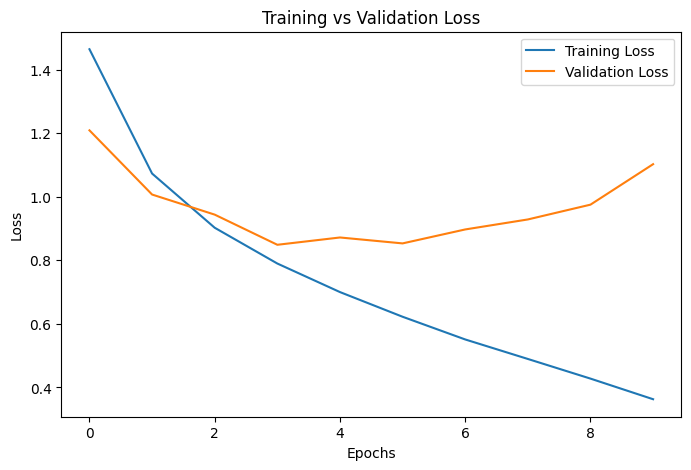 Training vs Validation Loss
Training Loss
Validation Loss
1.4
1.2
1.0
0.8
0.6
0.4
Loss
0 2 4 6 8
Epochs